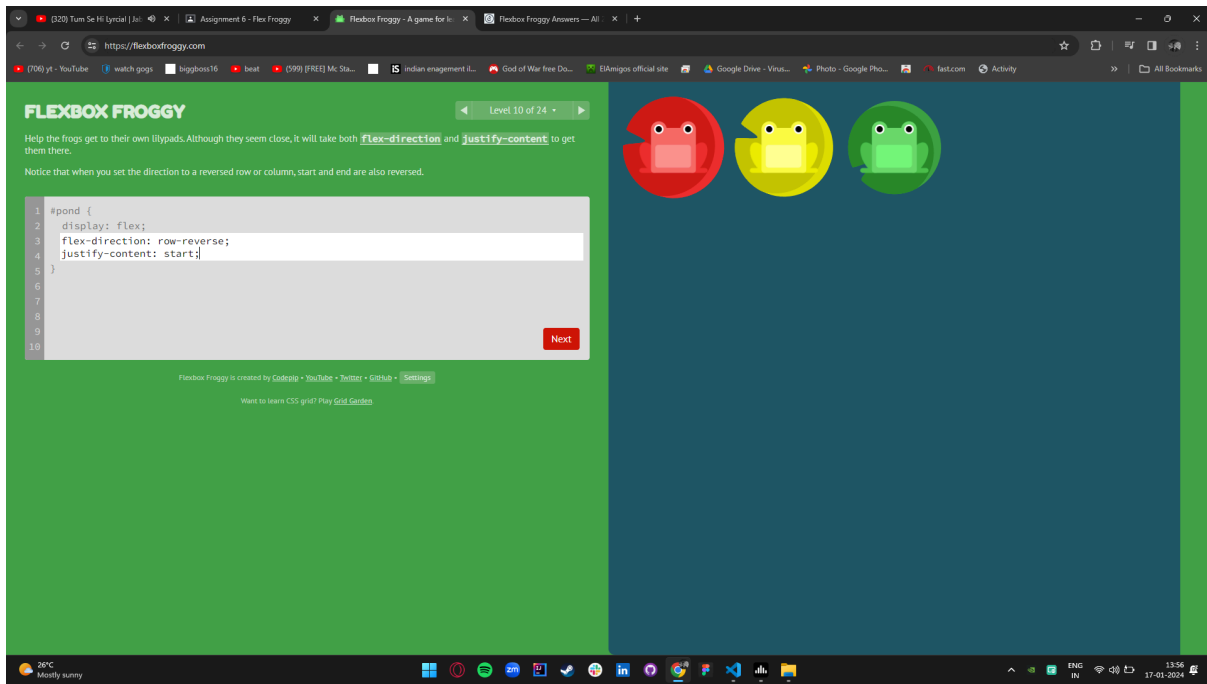 (320) Tum Se Hi Lyrcial | Jab
Assignment 6 - Flex Froggy
Flexbox Froggy - A game for le
Flexbox Froggy Answers — All
https://flexboxfroggy.com
(706) yt - YouTube
watch gogs
biggboss16
beat
(599) [FREE] Mc Sta...
indian enagement il...
God of War free Do...
ElAmigos official site
Google Drive - Virus...
Photo - Google Pho...
fast.com
Activity
»
All Bookmarks
FLEXBOX FROGGY
Level 10 of 24
Help the frogs get to their own lilypads. Although they seem close, it will take both flex-direction and justify-content to get
them there.
Notice that when you set the direction to a reversed row or column, start and end are also reversed.
1 #pond {
2 display: flex;
3 flex-direction: row-reverse;
4 justify-content: start;
5 }
6
7
8
9
10
Next
Flexbox Froggy is created by Codepip • YouTube • Twitter • GitHub • Settings
Want to learn CSS grid? Play Grid Garden.
26°C
Mostly sunny
zm
in
ENG
IN
13:56
17-01-2024